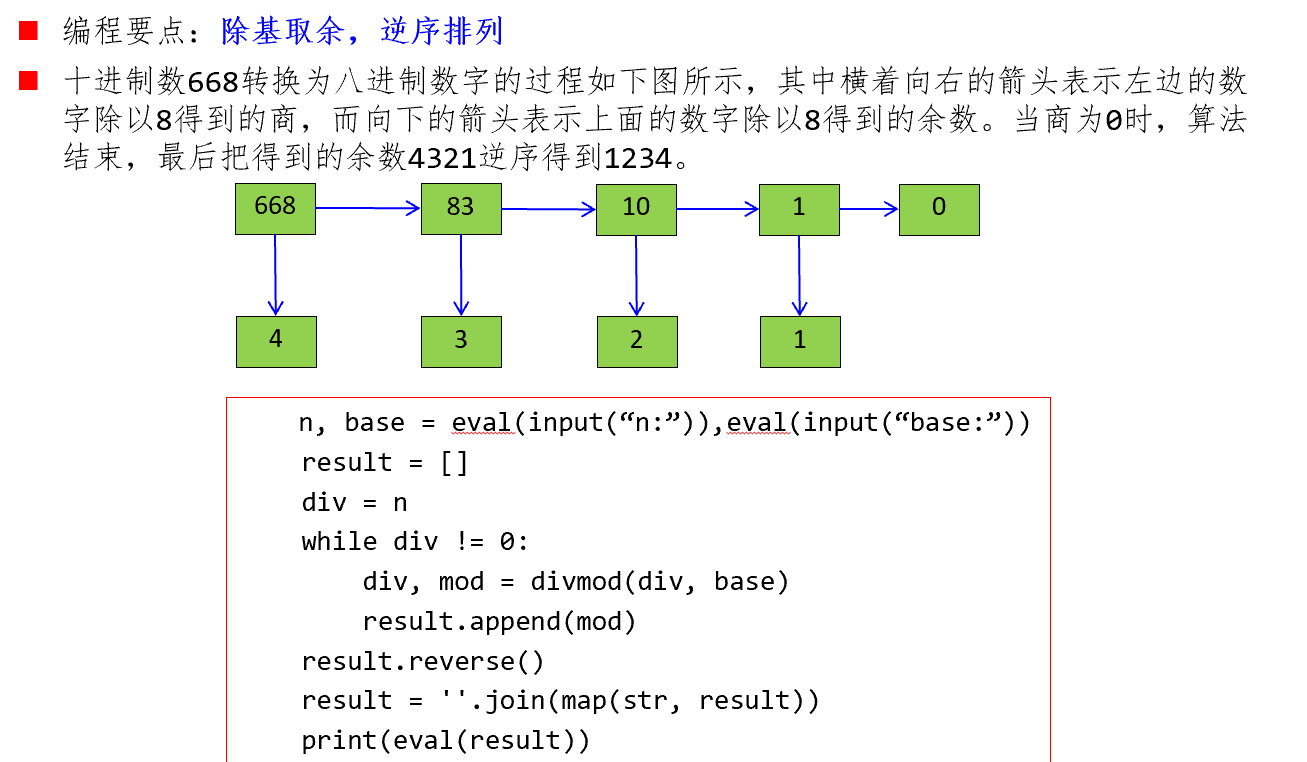 编程要点：除基取余，逆序排列
十进制数668转换为八进制数字的过程如下图所示，其中横着向右的箭头表示左边的数
字除以8得到的商，而向下的箭头表示上面的数字除以8得到的余数。当商为0时，算法
结束，最后把得到的余数4321逆序得到1234。
668 83 10 1 0
4 3 2 1
n, base = eval(input(“n:”)),eval(input(“base:”))
result = []
div = n
while div != 0:
    div, mod = divmod(div, base)
    result.append(mod)
result.reverse()
result = ''.join(map(str, result))
print(eval(result))